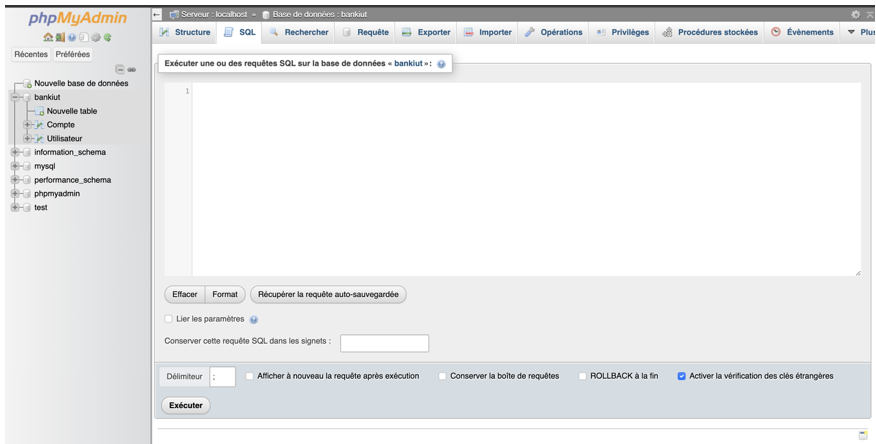 phpMyAdmin
Récentes Préférées
Nouvelle base de données
bankiut
Nouvelle table
Compte
Utilisateur
information_schema
mysql
performance_schema
phpmyadmin
test
Serveur : localhost » Base de données : bankiut
Structure SQL Rechercher Requête Exporter Importer Opérations Privilèges Procédures stockées Évènements Plus
Exécuter une ou des requêtes SQL sur la base de données « bankiut » :
1
Effacer Format Récupérer la requête auto-sauvegardée
Lier les paramètres
Conserver cette requête SQL dans les signets :
Délimiteur ; Afficher à nouveau la requête après exécution Conserver la boîte de requêtes ROLLBACK à la fin Activer la vérification des clés étrangères
Exécuter